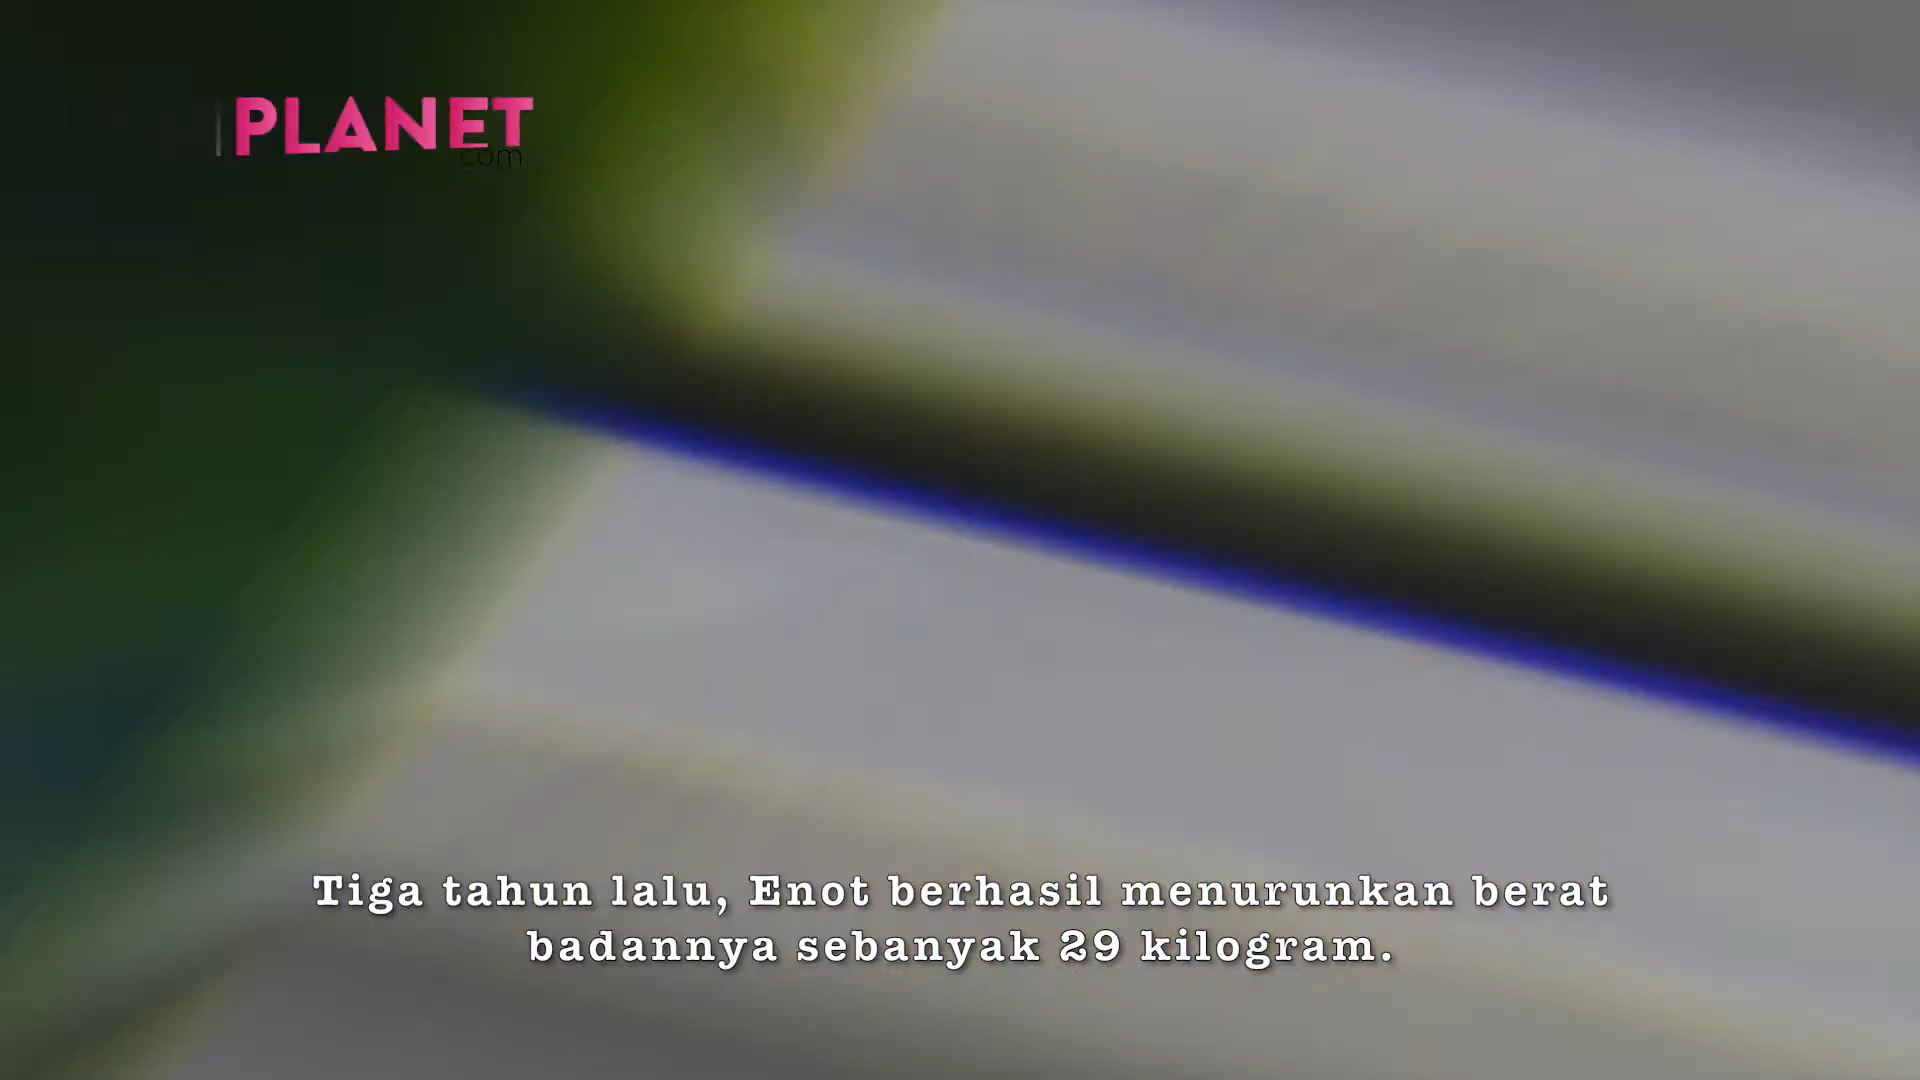 PLANET
com
Tiga tahun lalu, Enot berhasil menurunkan berat
badannya sebanyak 29 kilogram.